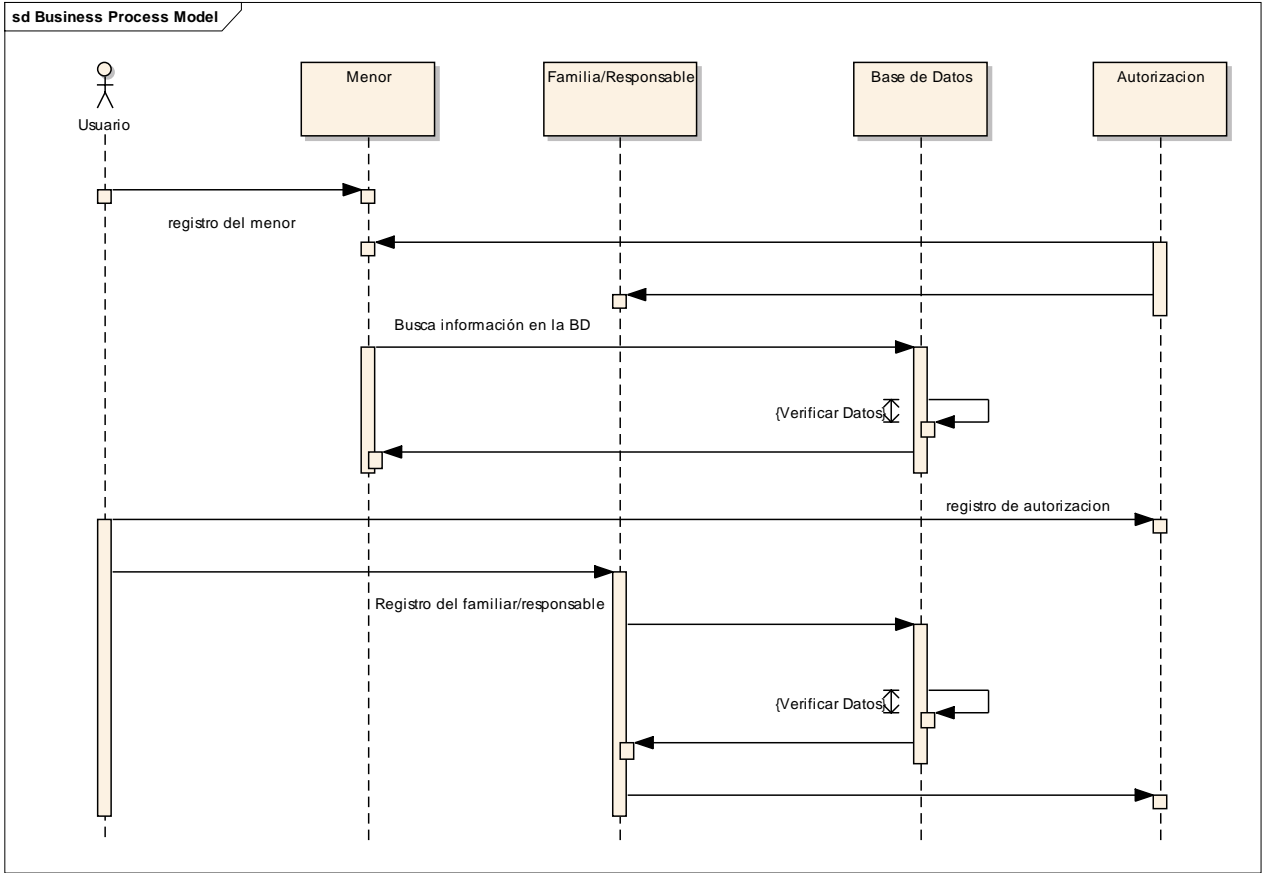 sd Business Process Model
Usuario
Menor
Familia/Responsable
Base de Datos
Autorizacion
registro del menor
Busca información en la BD
{Verificar Datos}
registro de autorizacion
Registro del familiar/responsable
{Verificar Datos}